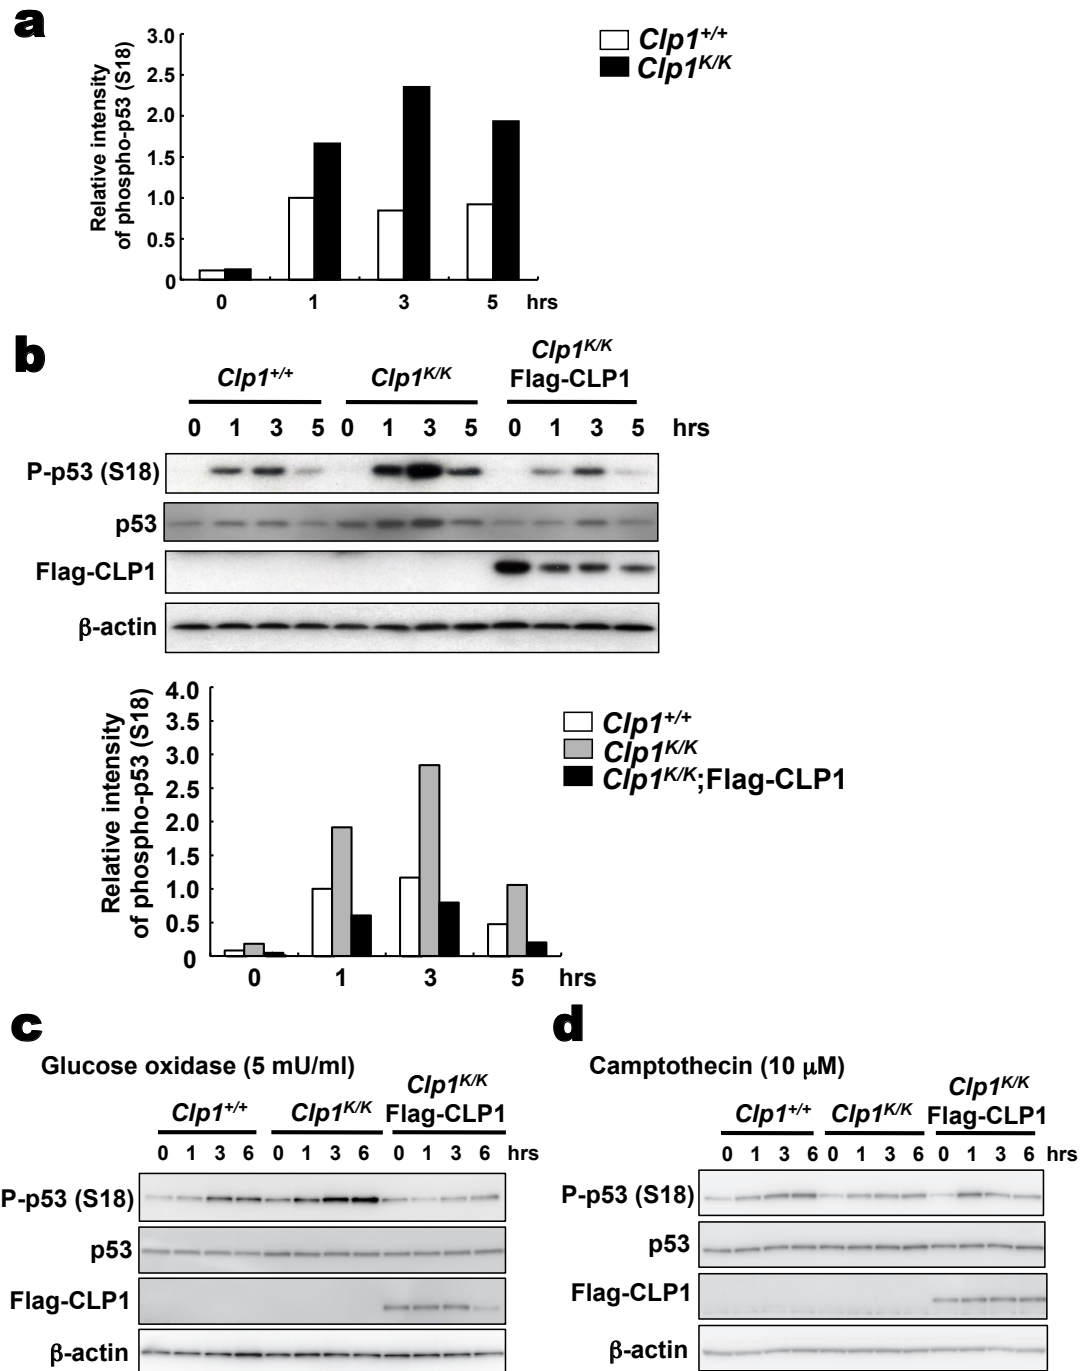 a
3.0
2.5
2.0
1.5
1.0
0.5
0
Relative intensity
of phospho-p53 (S18)
0 1 3 5 hrs
Clp1+/+
Clp1K/K
b
Clp1+/+ Clp1K/K Clp1K/K
Flag-CLP1
0 1 3 5 0 1 3 5 0 1 3 5 hrs
P-p53 (S18)
p53
Flag-CLP1
β-actin
4.0
3.5
3.0
2.5
2.0
1.5
1.0
0.5
0
Relative intensity
of phospho-p53 (S18)
0 1 3 5 hrs
Clp1+/+
Clp1K/K
Clp1K/K;Flag-CLP1
c
Glucose oxidase (5 mU/ml)
Clp1+/+ Clp1K/K Clp1K/K
Flag-CLP1
0 1 3 6 0 1 3 6 0 1 3 6 hrs
P-p53 (S18)
p53
Flag-CLP1
β-actin
d
Camptothecin (10 μM)
Clp1+/+ Clp1K/K Clp1K/K
Flag-CLP1
0 1 3 6 0 1 3 6 0 1 3 6 hrs
P-p53 (S18)
p53
Flag-CLP1
β-actin